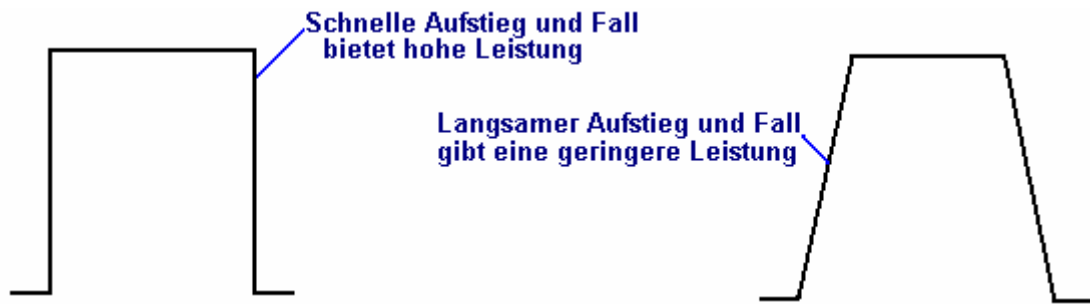 Schnelle Aufstieg und Fall
bietet hohe Leistung
Langsamer Aufstieg und Fall
gibt eine geringere Leistung